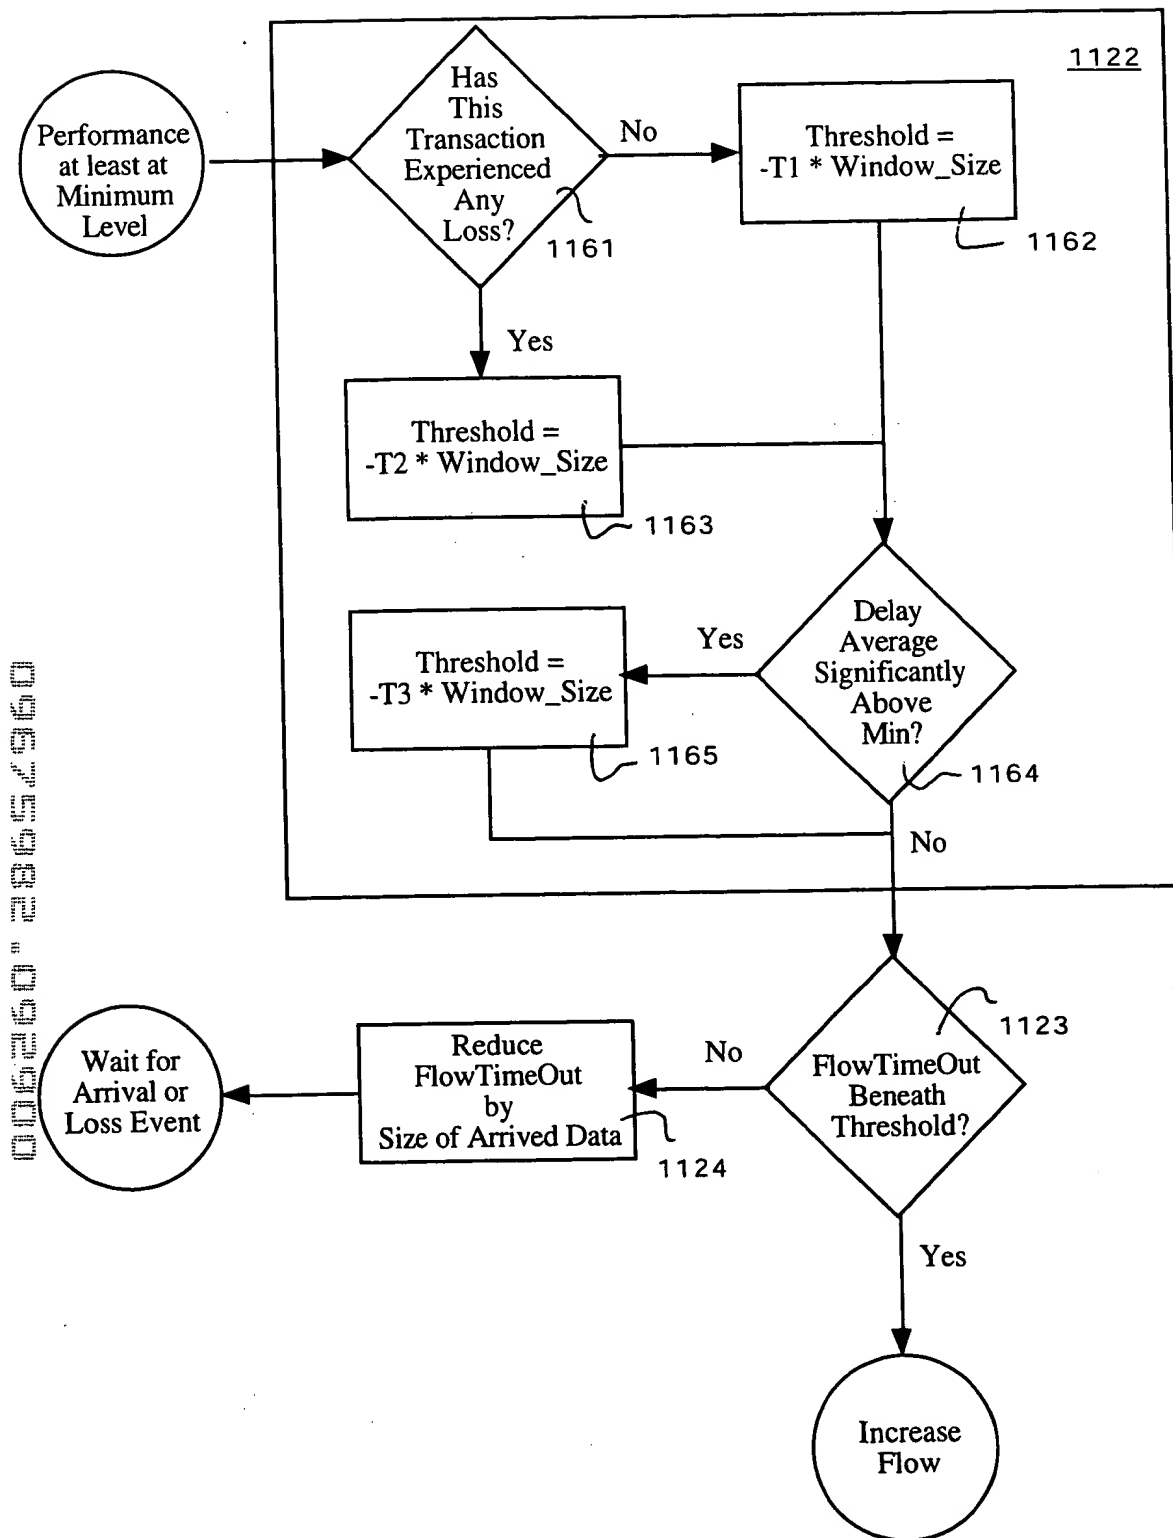 1122
Performance
at least at
Minimum
Level
Has
This
Transaction
Experienced
Any
Loss?
1161
No
Threshold =
-T1 * Window_Size
1162
Yes
Threshold =
-T2 * Window_Size
1163
Delay
Average
Significantly
Above
Min?
1164
Yes
Threshold =
-T3 * Window_Size
1165
No
FlowTimeOut
Beneath
Threshold?
1123
No
Reduce
FlowTimeOut
by
Size of Arrived Data
1124
Wait for
Arrival or
Loss Event
Yes
Increase
Flow